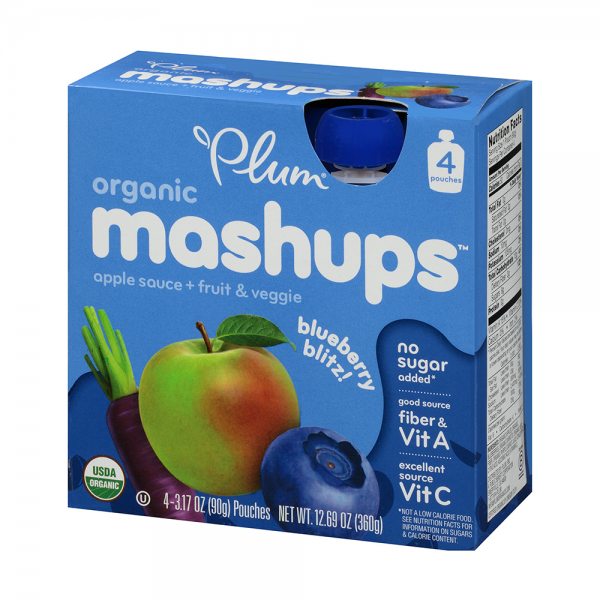 Plum
organic
mashups
apple sauce + fruit & veggie
Plum
4
pouches
organic
mashups™
apple sauce + fruit & veggie
blueberry
blitz!
no
sugar
added*
good source
fiber &
Vit A
excellent
source
Vit C
USDA
ORGANIC
U
4-3.17 OZ (90g) Pouches NET WT. 12.69 OZ (360g)
*NOT A LOW CALORIE FOOD.
SEE NUTRITION FACTS FOR
INFORMATION ON SUGARS
& CALORIE CONTENT.
Nutrition Facts